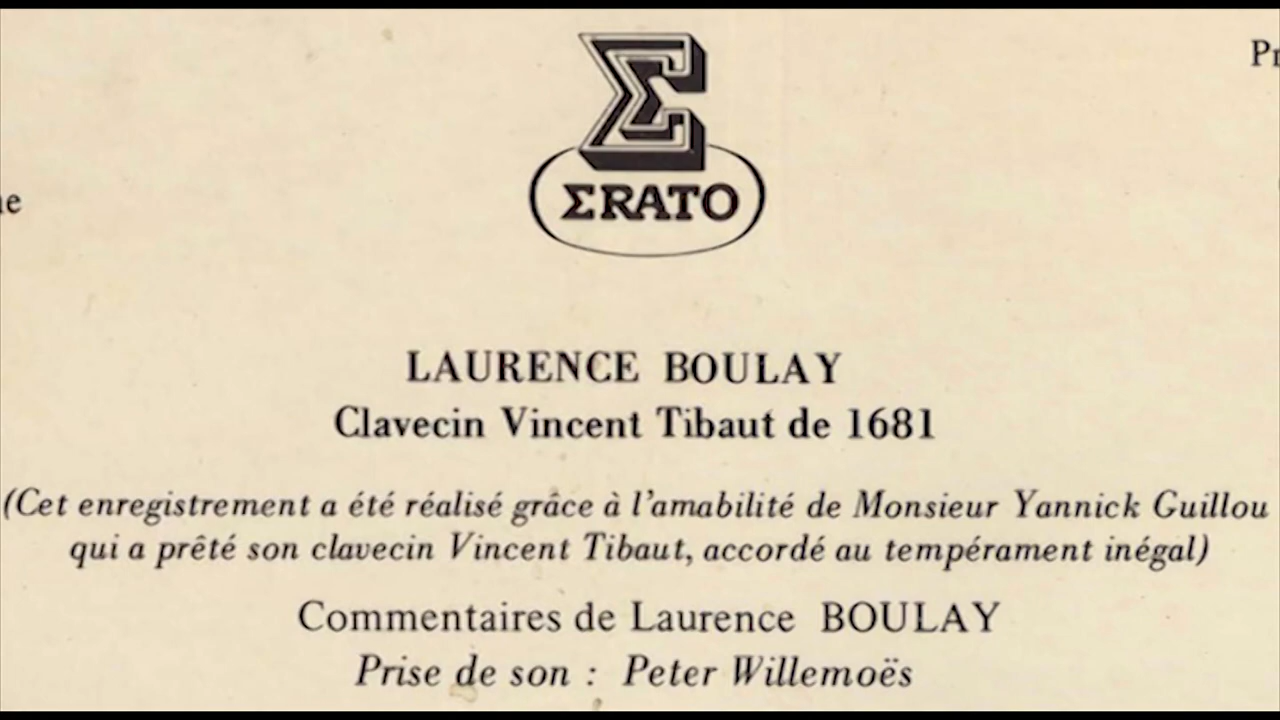 ΣRATO
LAURENCE BOULAY
Clavecin Vincent Tibaut de 1681
(Cet enregistrement a été réalisé grâce à l'amabilité de Monsieur Yannick Guillou
qui a prêté son clavecin Vincent Tibaut, accordé au tempérament inégal)
Commentaires de Laurence BOULAY
Prise de son : Peter Willemoës